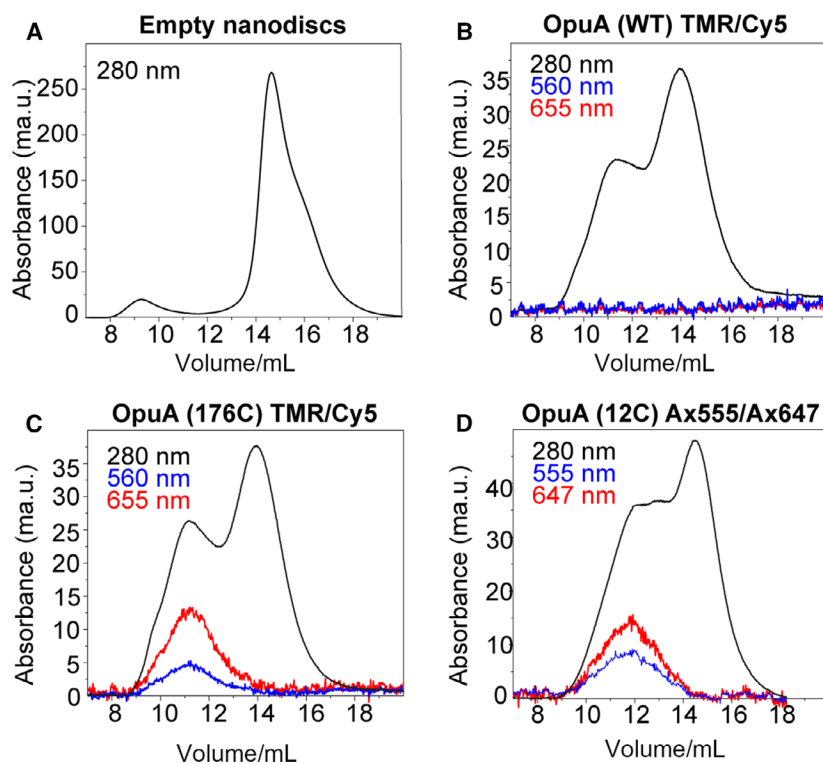 A
Empty nanodiscs
280 nm
Absorbance (ma.u.)
250
200
150
100
50
0
8 10 12 14 16 18
Volume/mL
B
OpuA (WT) TMR/Cy5
280 nm
560 nm
655 nm
Absorbance (ma.u.)
35
30
25
20
15
10
5
0
8 10 12 14 16 18
Volume/mL
C
OpuA (176C) TMR/Cy5
280 nm
560 nm
655 nm
Absorbance (ma.u.)
35
30
25
20
15
10
5
0
8 10 12 14 16 18
Volume/mL
D
OpuA (12C) Ax555/Ax647
280 nm
555 nm
647 nm
Absorbance (ma.u.)
40
30
20
10
0
8 10 12 14 16 18
Volume/mL